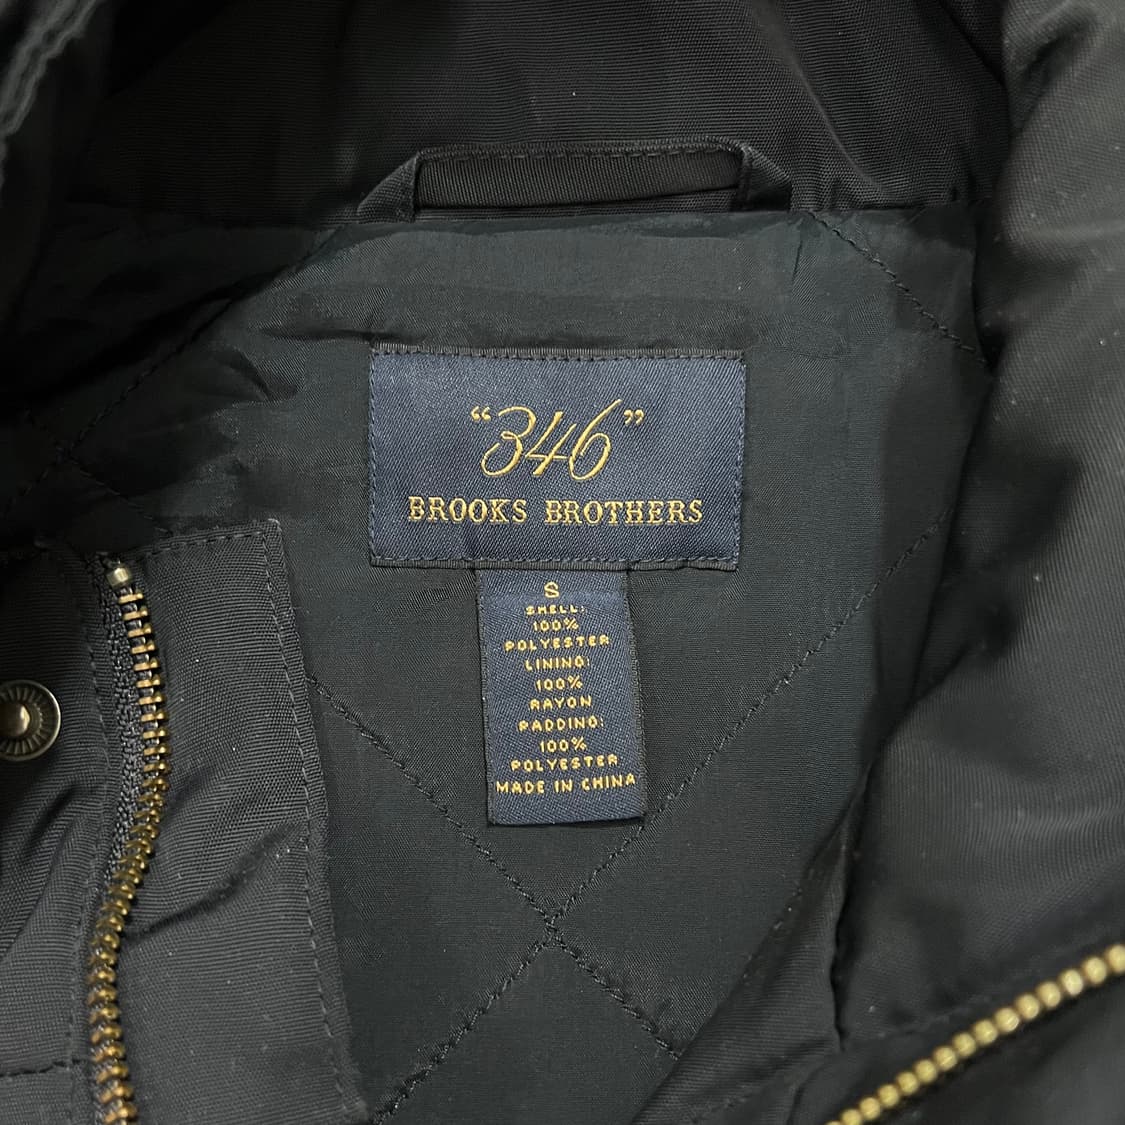 “346”
BROOKS BROTHERS
S
SHELL:
100%
POLYESTER
LINING:
100%
RAYON
PADDING:
100%
POLYESTER
MADE IN CHINA